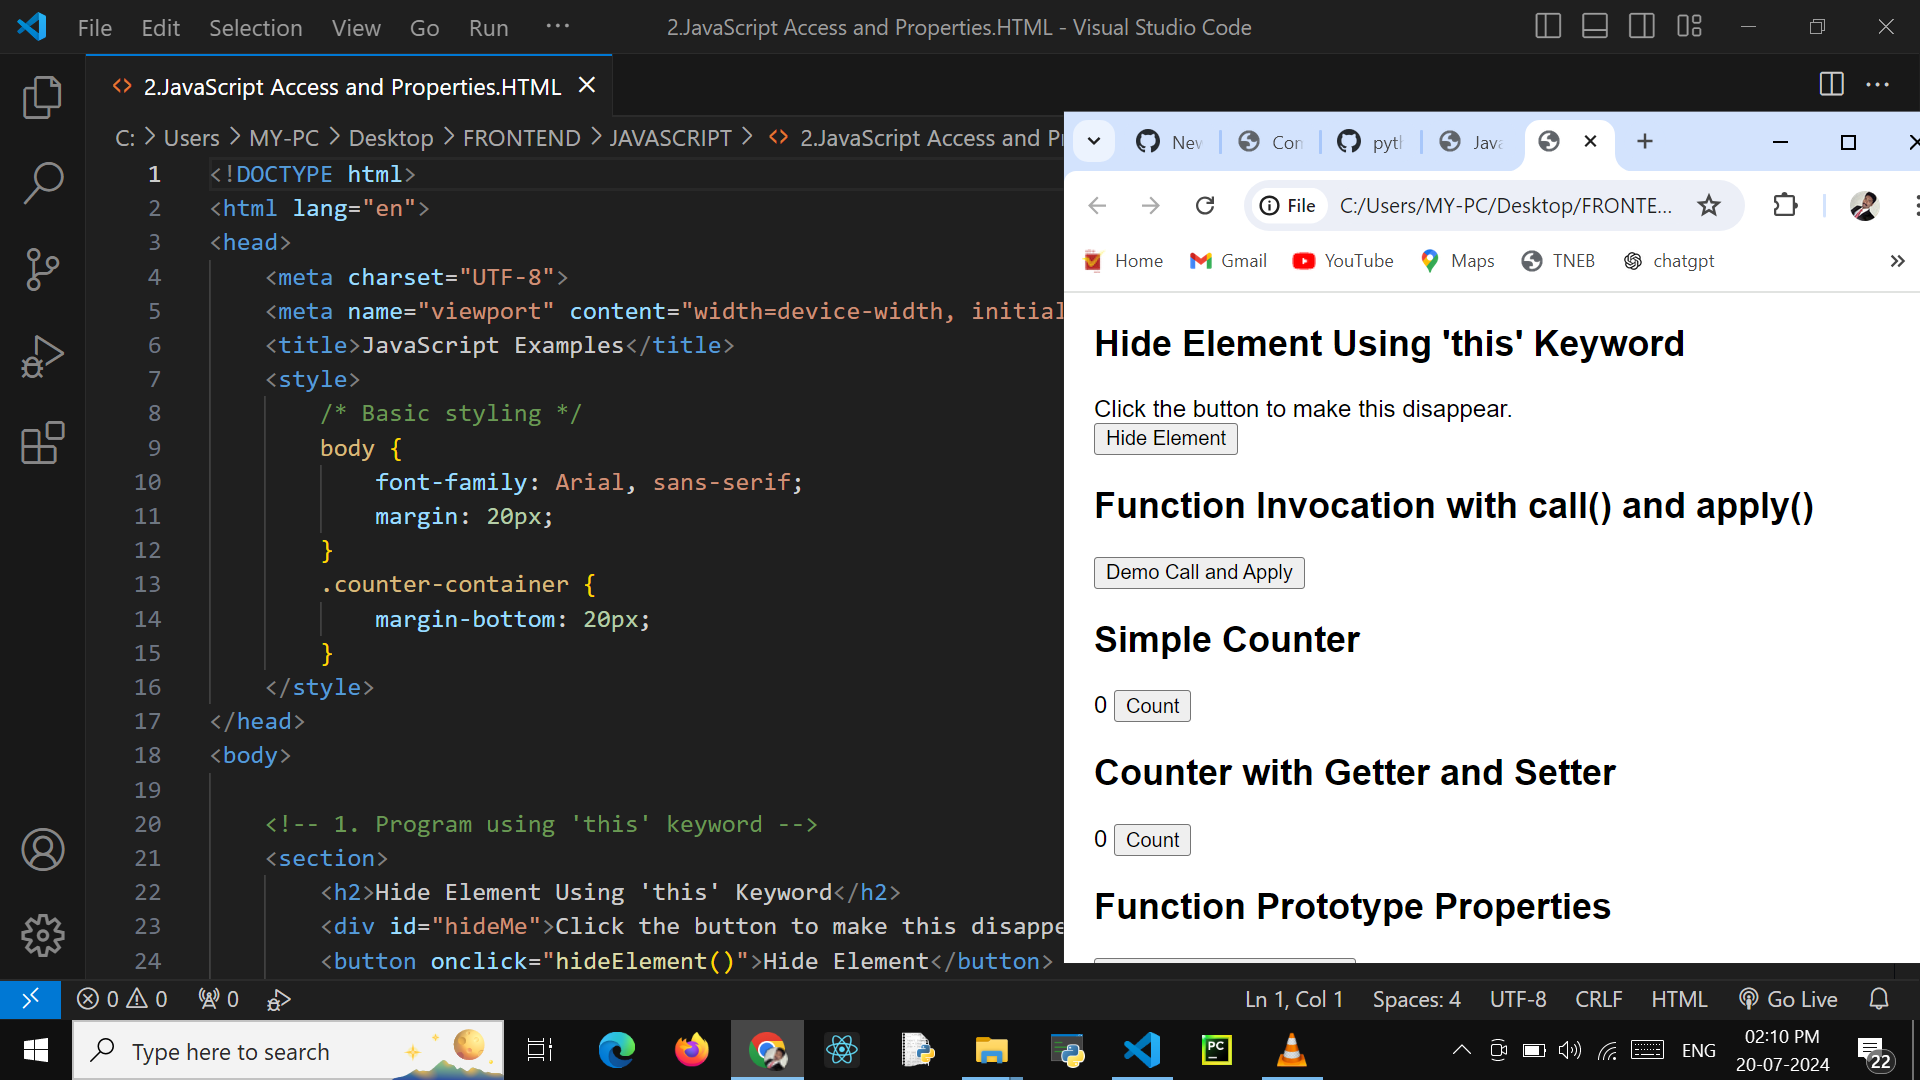 File Edit Selection View Go Run ···
2.JavaScript Access and Properties.HTML - Visual Studio Code
2.JavaScript Access and Properties.HTML
C: > Users > MY-PC > Desktop > FRONTEND > JAVASCRIPT > 2.JavaScript Access and P
1 <!DOCTYPE html>
2 <html lang="en">
3 <head>
4 <meta charset="UTF-8">
5 <meta name="viewport" content="width=device-width, initial
6 <title>JavaScript Examples</title>
7 <style>
8 /* Basic styling */
9 body {
10 font-family: Arial, sans-serif;
11 margin: 20px;
12 }
13 .counter-container {
14 margin-bottom: 20px;
15 }
16 </style>
17 </head>
18 <body>
19
20 <!-- 1. Program using 'this' keyword -->
21 <section>
22 <h2>Hide Element Using 'this' Keyword</h2>
23 <div id="hideMe">Click the button to make this disappe
24 <button onclick="hideElement()">Hide Element</button>
New Con pyth Java
File C:/Users/MY-PC/Desktop/FRONTE...
Home Gmail YouTube Maps TNEB chatgpt »
Hide Element Using 'this' Keyword
Click the button to make this disappear.
Hide Element
Function Invocation with call() and apply()
Demo Call and Apply
Simple Counter
0 Count
Counter with Getter and Setter
0 Count
Function Prototype Properties
0 0 0 Ln 1, Col 1 Spaces: 4 UTF-8 CRLF HTML Go Live
Type here to search
PC
ENG
02:10 PM
20-07-2024
22